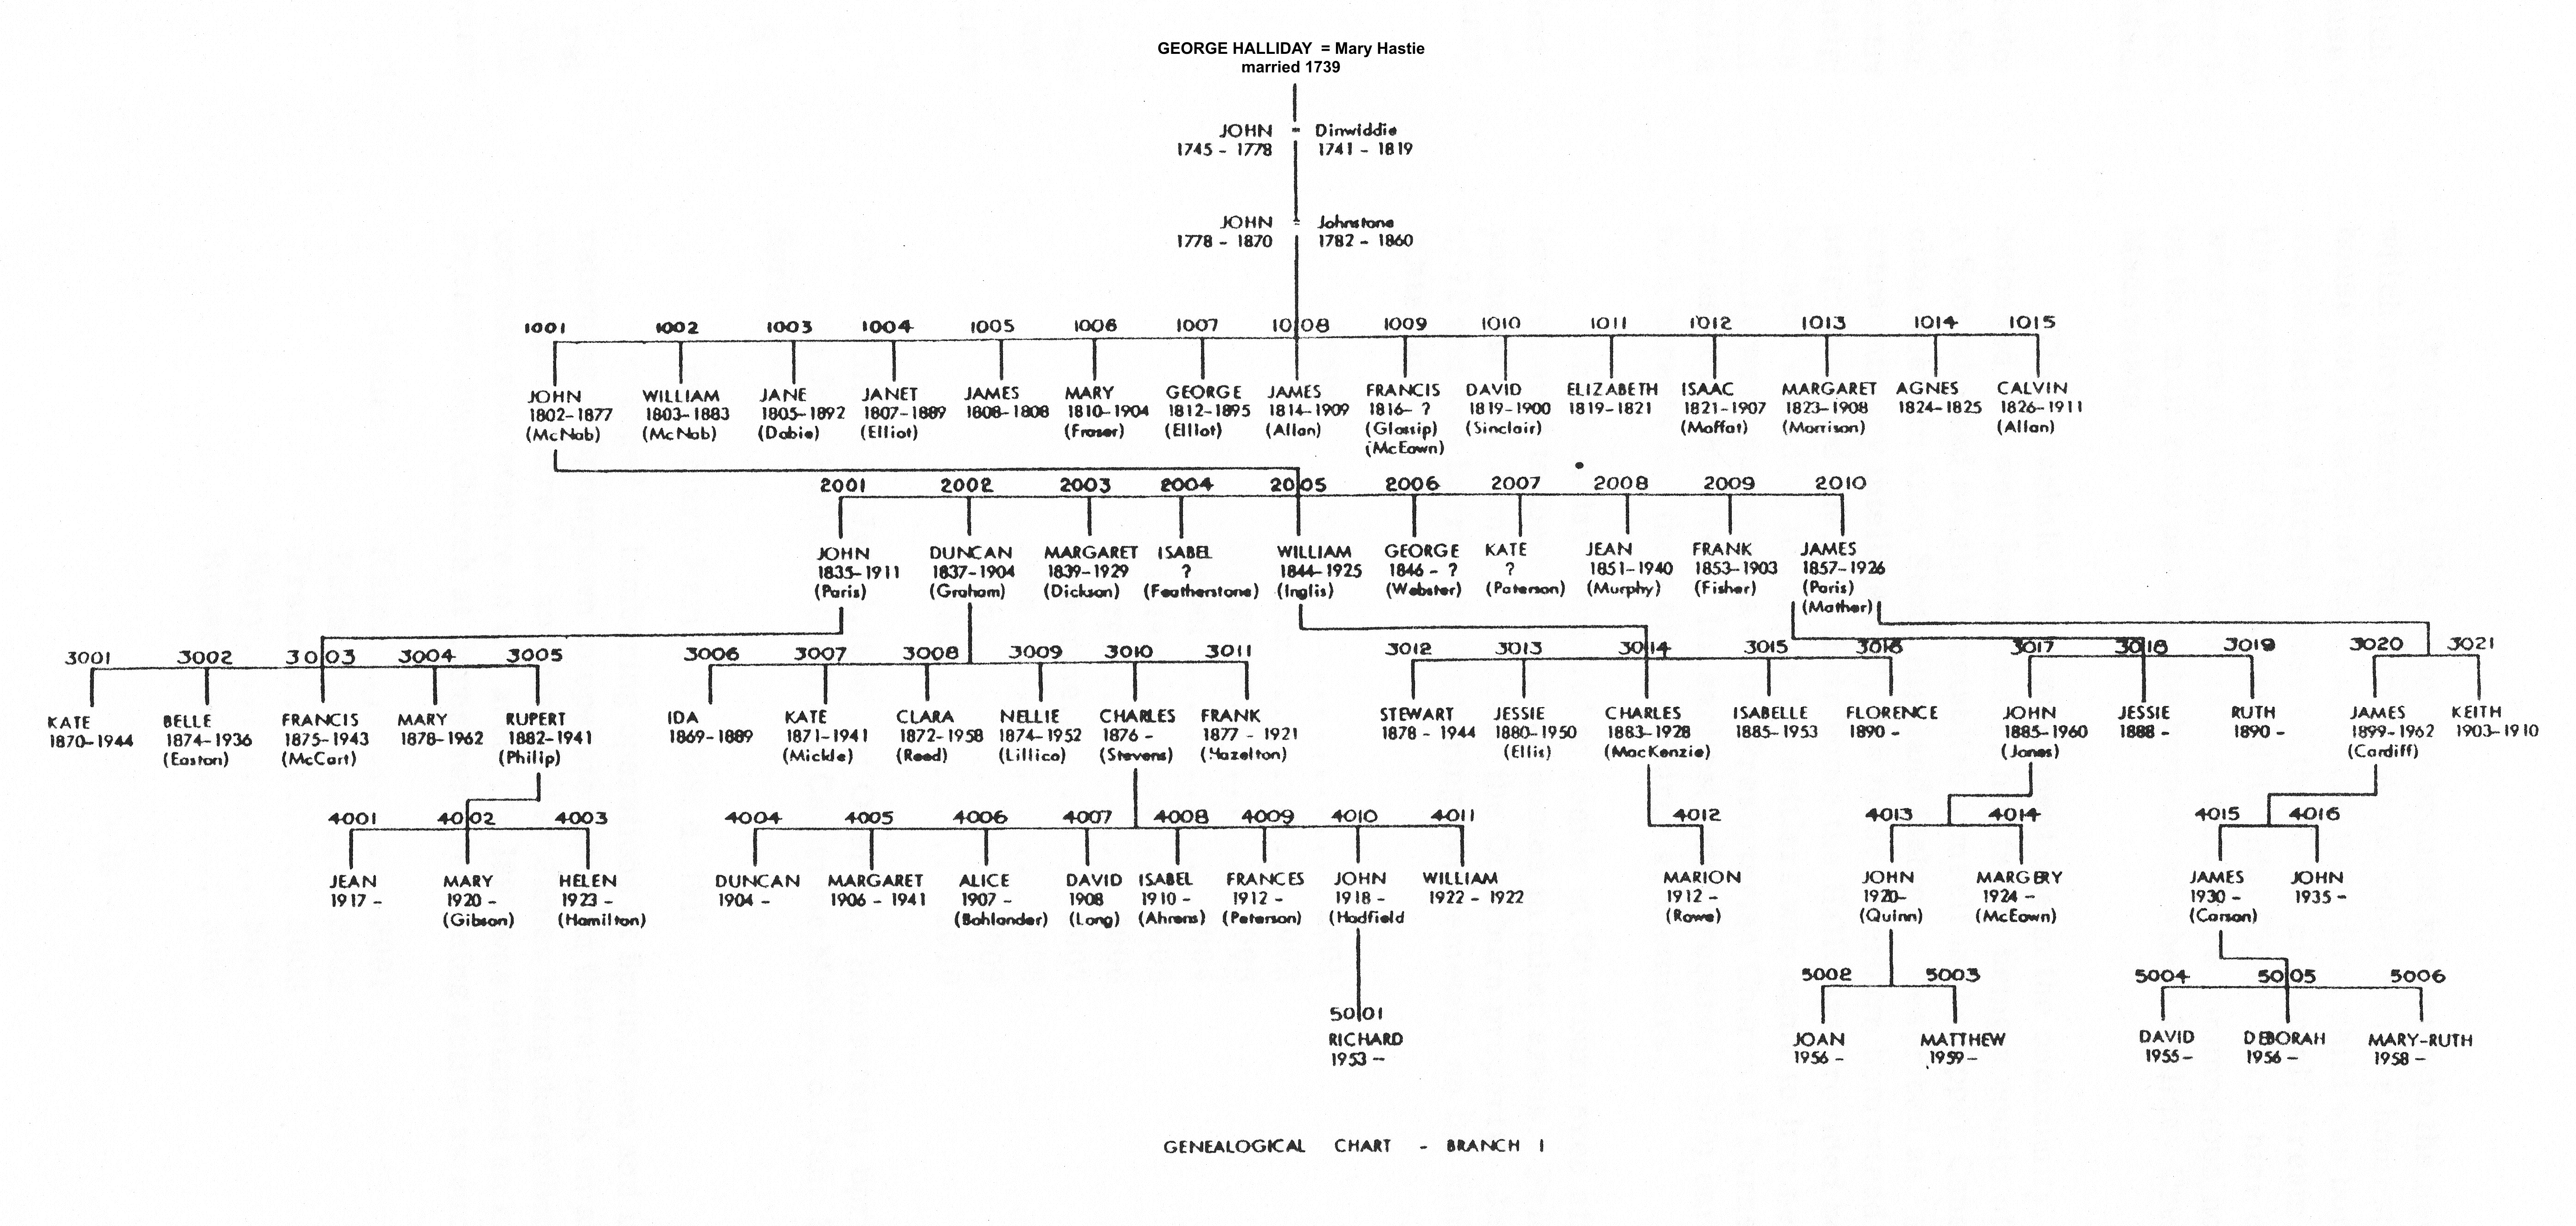 GEORGE HALLIDAY = Mary Hastie
married 1739
JOHN = Dinwiddie
1745 - 1778 1741 - 1819
JOHN = Johnstone
1778 - 1870 1782 - 1860
1001 1002 1003 1004 1005 1006 1007 1008 1009 1010 1011 1012 1013 1014 1015
JOHN WILLIAM JANE JANET JAMES MARY GEORGE JAMES FRANCIS DAVID ELIZABETH ISAAC MARGARET AGNES CALVIN
1802-1877 1803-1883 1805-1892 1807-1889 1808-1808 1810-1904 1812-1895 1814-1909 1816- ? 1819-1900 1819-1821 1821-1907 1823-1908 1824-1825 1826-1911
(McNab) (McNab) (Dobie) (Elliot) (Fraser) (Elliot) (Allan) (Glossip) (Sinclair) (Moffat) (Morrison) (Allan)
(McEown)
2001 2002 2003 2004 2005 2006 2007 2008 2009 2010
JOHN DUNCAN MARGARET ISABEL WILLIAM GEORGE KATE JEAN FRANK JAMES
1835-1911 1837-1904 1839-1929 ? 1844-1925 1846 - ? ? 1851-1940 1853-1903 1857-1926
(Paris) (Graham) (Dickson) (Featherstone) (Inglis) (Webster) (Paterson) (Murphy) (Fisher) (Paris)
(Mather)
3001 3002 3003 3004 3005 3006 3007 3008 3009 3010 3011 3012 3013 3014 3015 3016 3017 3018 3019 3020 3021
KATE BELLE FRANCIS MARY RUPERT IDA KATE CLARA NELLIE CHARLES FRANK STEWART JESSIE CHARLES ISABELLE FLORENCE JOHN JESSIE RUTH JAMES KEITH
1870-1944 1874-1936 1875-1943 1878-1962 1882-1941 1869-1889 1871-1941 1872-1958 1874-1952 1876 - 1877 - 1921 1878 - 1944 1880-1950 1883-1928 1885-1953 1890 - 1885-1960 1888 - 1890 - 1899-1962 1903-1910
(Easton) (McCart) (Philip) (Mickle) (Reed) (Lillico) (Stevens) (Hazelton) (Ellis) (MacKenzie) (Jones) (Cardiff)
4001 4002 4003 4004 4005 4006 4007 4008 4009 4010 4011 4012 4013 4014 4015 4016
JEAN MARY HELEN DUNCAN MARGARET ALICE DAVID ISABEL FRANCES JOHN WILLIAM MARION JOHN MARGERY JAMES JOHN
1917 - 1920 - 1923 - 1904 - 1906 - 1941 1907 - 1908 1910 - 1912 - 1918 - 1922 - 1922 1912 - 1920- 1924 - 1930 - 1935 -
(Gibson) (Hamilton) (Bohlander) (Long) (Ahrens) (Peterson) (Hadfield (Rowe) (Quinn) (McEown) (Carson)
5002 5003 5004 5005 5006
5001
RICHARD JOAN MATTHEW DAVID DEBORAH MARY-RUTH
1953 - 1956 - 1959 - 1955 - 1956 - 1958 -
GENEALOGICAL CHART - BRANCH I